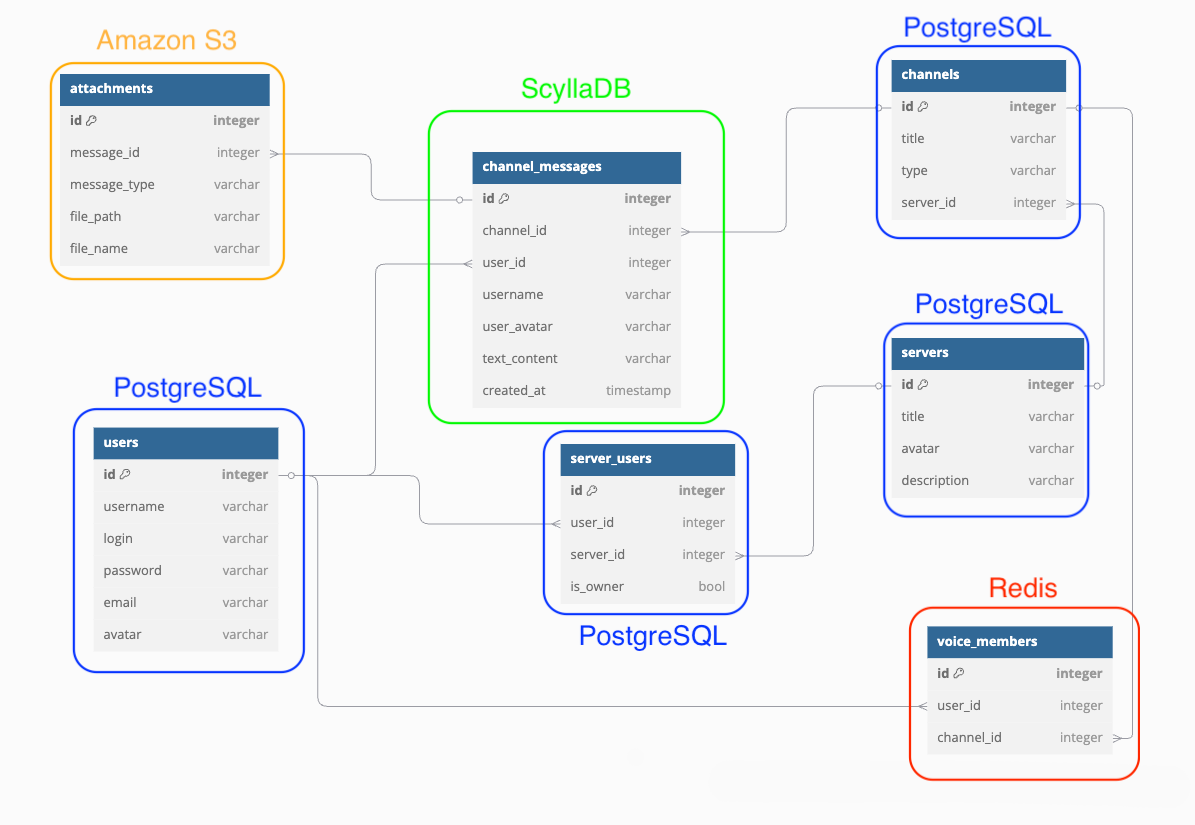 Amazon S3
attachments
id integer
message_id integer
message_type varchar
file_path varchar
file_name varchar
ScyllaDB
channel_messages
id integer
channel_id integer
user_id integer
username varchar
user_avatar varchar
text_content varchar
created_at timestamp
PostgreSQL
channels
id integer
title varchar
type varchar
server_id integer
PostgreSQL
servers
id integer
title varchar
avatar varchar
description varchar
PostgreSQL
users
id integer
username varchar
login varchar
password varchar
email varchar
avatar varchar
server_users
id integer
user_id integer
server_id integer
is_owner bool
PostgreSQL
Redis
voice_members
id integer
user_id integer
channel_id integer